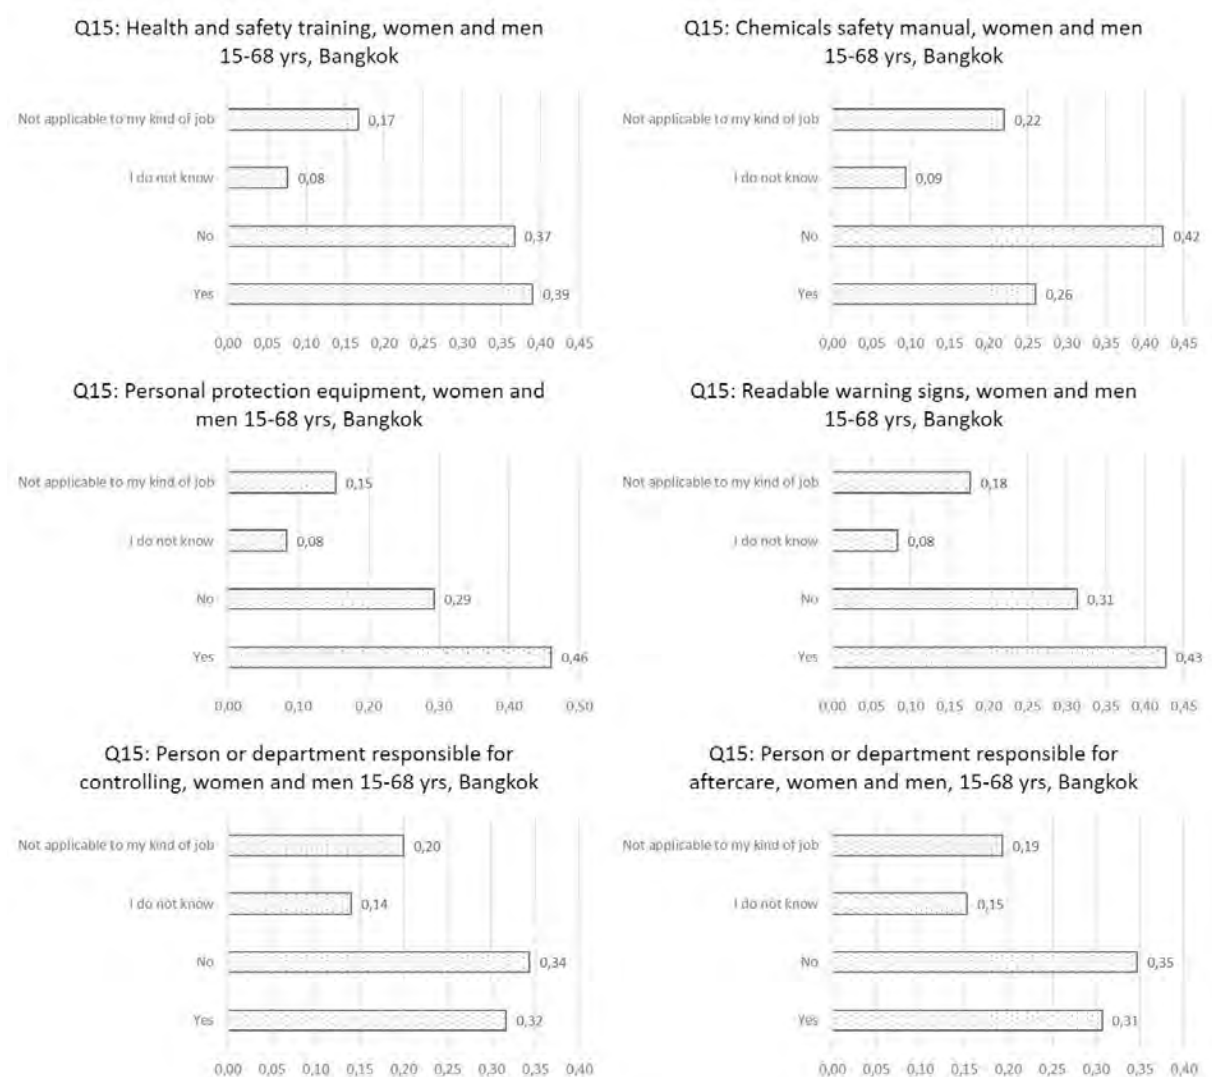 Q15: Health and safety training, women and men
15-68 yrs, Bangkok
Not applicable to my kind of job
0,17
I do not know
0,08
No
0,37
Yes
0,39
0,00 0,05 0,10 0,15 0,20 0,25 0,30 0,35 0,40 0,45
Q15: Chemicals safety manual, women and men
15-68 yrs, Bangkok
Not applicable to my kind of job
0,22
I do not know
0,09
No
0,42
Yes
0,26
0,00 0,05 0,10 0,15 0,20 0,25 0,30 0,35 0,40 0,45
Q15: Personal protection equipment, women and
men 15-68 yrs, Bangkok
Not applicable to my kind of job
0,15
I do not know
0,08
No
0,29
Yes
0,46
0,00 0,10 0,20 0,30 0,40 0,50
Q15: Readable warning signs, women and men
15-68 yrs, Bangkok
Not applicable to my kind of job
0,18
I do not know
0,08
No
0,31
Yes
0,43
0,00 0,05 0,10 0,15 0,20 0,25 0,30 0,35 0,40 0,45
Q15: Person or department responsible for
controlling, women and men 15-68 yrs, Bangkok
Not applicable to my kind of job
0,20
I do not know
0,14
No
0,34
Yes
0,32
0,00 0,05 0,10 0,15 0,20 0,25 0,30 0,35 0,40
Q15: Person or department responsible for
aftercare, women and men, 15-68 yrs, Bangkok
Not applicable to my kind of job
0,19
I do not know
0,15
No
0,35
Yes
0,31
0,00 0,05 0,10 0,15 0,20 0,25 0,30 0,35 0,40